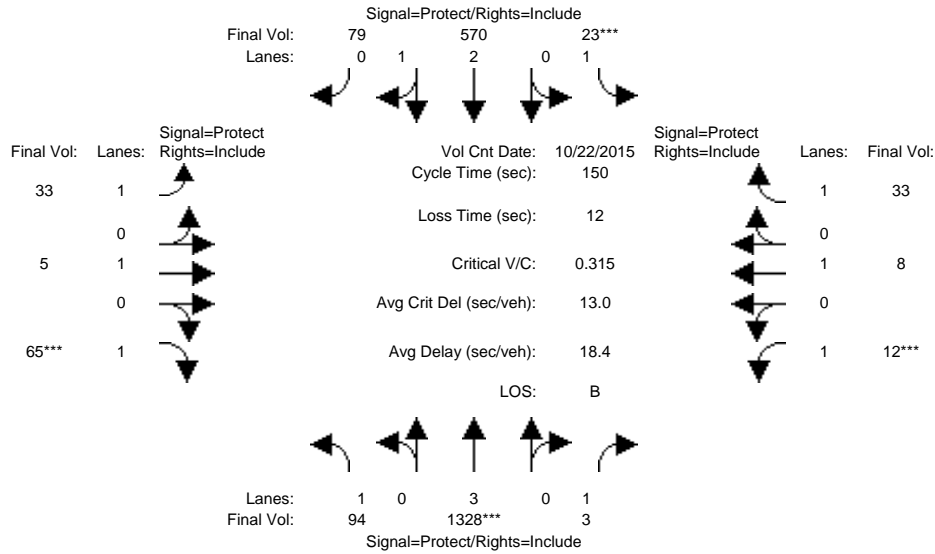 Signal=Protect/Rights=Include
Final Vol: 79 570 23***
Lanes: 0 1 2 0 1
Signal=Protect
Final Vol: Lanes: Rights=Include
Vol Cnt Date: 10/22/2015
Signal=Protect
Rights=Include Lanes: Final Vol:
Cycle Time (sec): 150
33 1
1 33
Loss Time (sec): 12
0
0
5 1
Critical V/C: 0.315
1 8
0
Avg Crit Del (sec/veh): 13.0
0
65*** 1
Avg Delay (sec/veh): 18.4
1 12***
LOS: B
Lanes: 1 0 3 0 1
Final Vol: 94 1328*** 3
Signal=Protect/Rights=Include